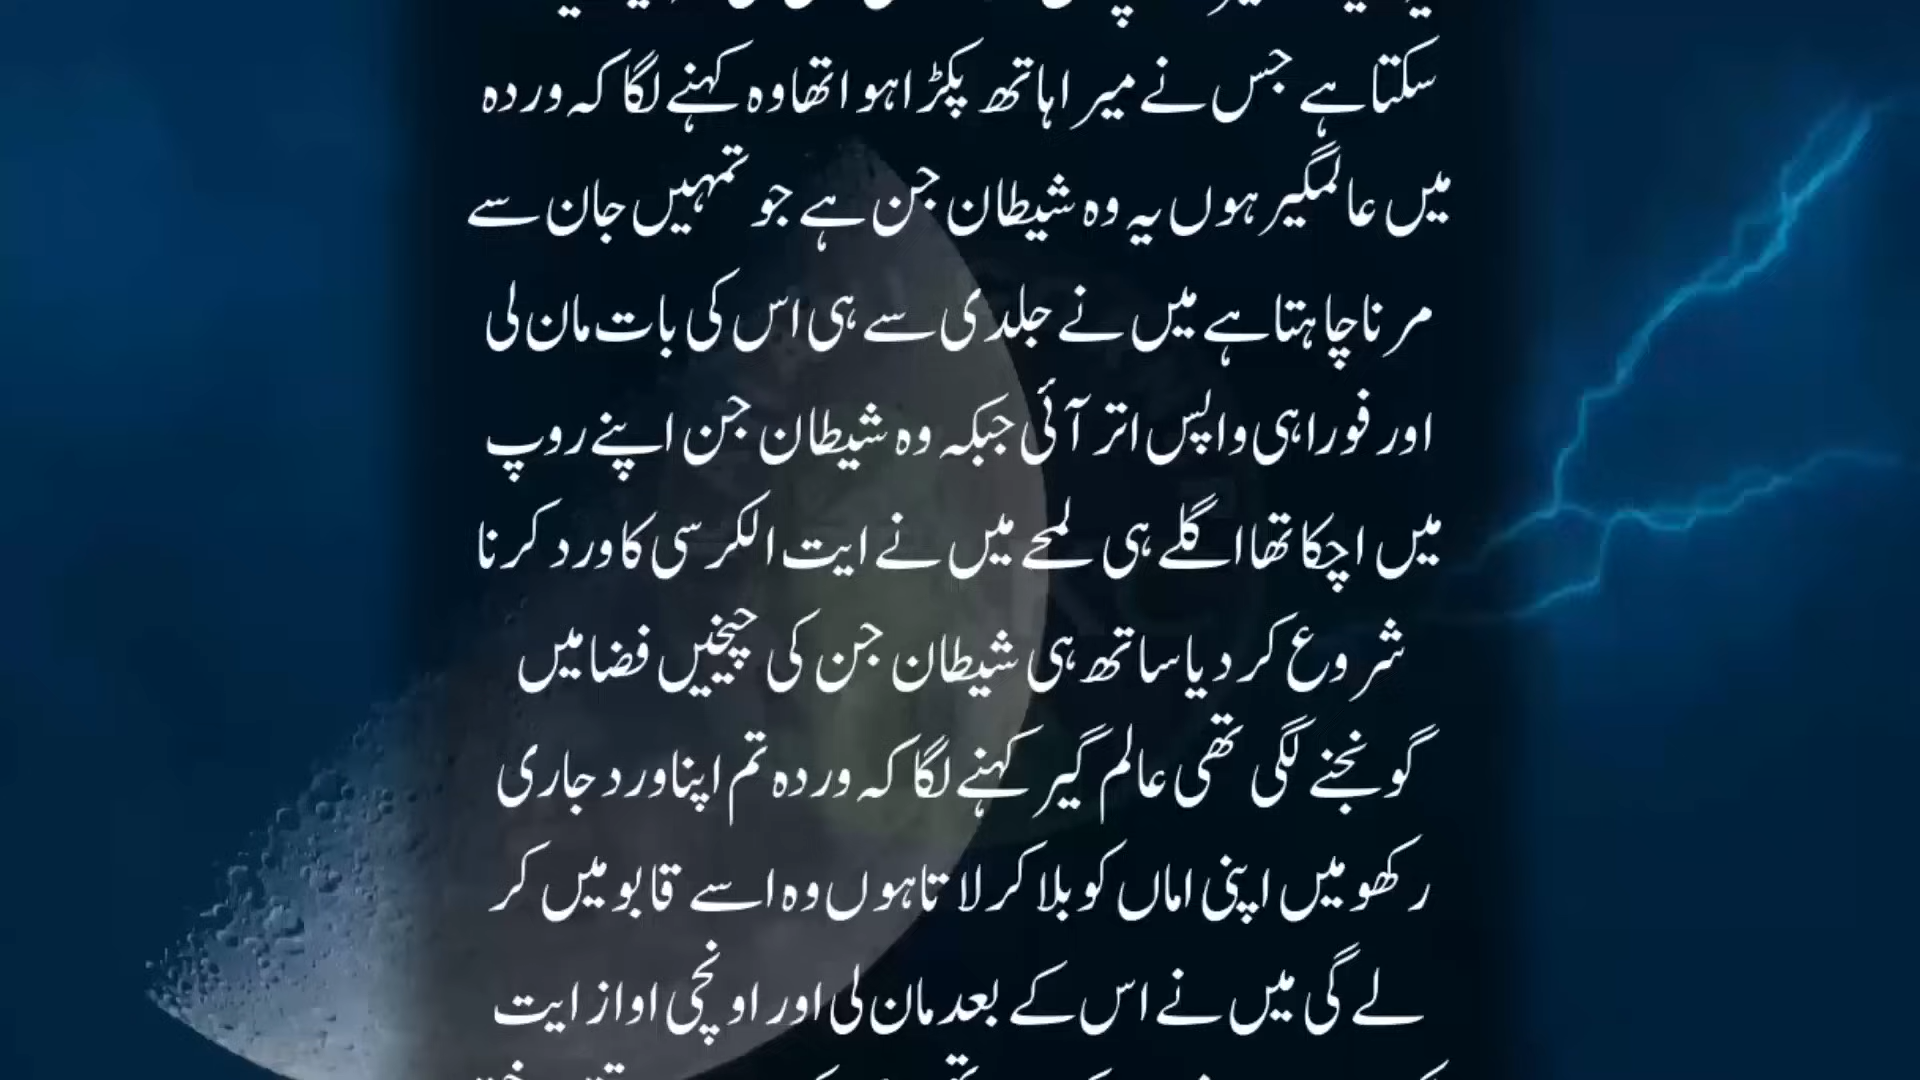 سکتا ہے جس نے میرا ہاتھ پکڑا ہوا تھا وہ کہنے لگا کہ وردہ
میں عالمگیر ہوں یہ وہ شیطان جن ہے جو تمہیں جان سے
مرنا چاہتا ہے میں نے جلدی سے ہی اس کی بات مان لی
اور فورا ہی واپس اتر آئی جبکہ وہ شیطان جن اپنے روپ
میں اچکا تھا اگلے ہی لمحے میں نے ایت الکرسی کا ورد کرنا
شروع کر دیا ساتھ ہی شیطان جن کی چیخیں فضا میں
گونجنے لگی تھی عالم گیر کہنے لگا کہ وردہ تم اپنا ورد جاری
رکھو میں اپنی اماں کو بلا کر لاتا ہوں وہ اسے قابو میں کر
لے گی میں نے اس کے بعد مان لی اور اونچی اواز ایت